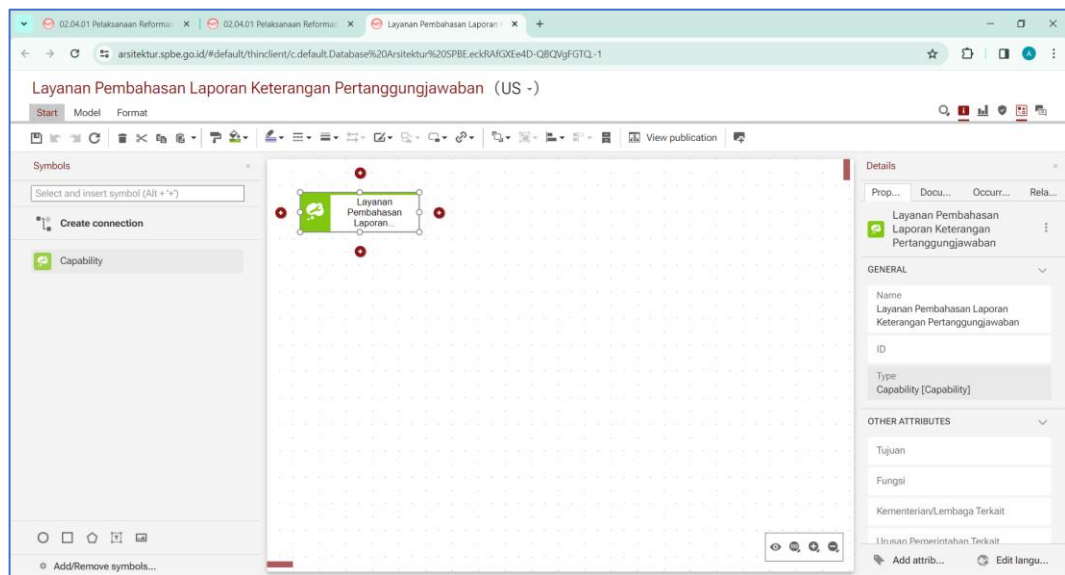 02.04.01 Pelaksanaan Reformas
02.04.01 Pelaksanaan Reformas
Layanan Pembahasan Laporan
arsitektur.spbe.go.id/#default/thinclient/c.default.Database%20Arsitektur%20SPBE.eckRAfGXEe4D-QBQVgFGTQ.-1
A
Layanan Pembahasan Laporan Keterangan Pertanggungjawaban (US -)
Start Model Format
View publication
Symbols
Select and insert symbol (Alt + '+')
Create connection
Capability
Add/Remove symbols...
Layanan
Pembahasan
Laporan...
Details
Prop... Docu... Occurr... Rela...
Layanan Pembahasan
Laporan Keterangan
Pertanggungjawaban
GENERAL
Name
Layanan Pembahasan Laporan
Keterangan Pertanggungjawaban
ID
Type
Capability [Capability]
OTHER ATTRIBUTES
Tujuan
Fungsi
Kementerian/Lembaga Terkait
Urusan Pemerintahan Terkait
Add attrib... Edit langu...